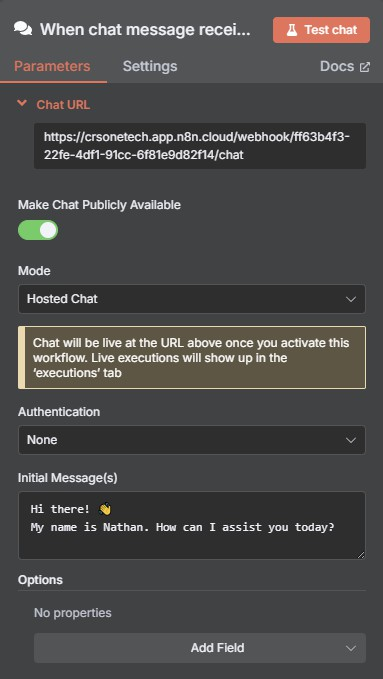 When chat message recei...
Test chat
Parameters
Settings
Docs
Chat URL
https://crsonetech.app.n8n.cloud/webhook/ff63b4f3-
22fe-4df1-91cc-6f81e9d82f14/chat
Make Chat Publicly Available
Mode
Hosted Chat
Chat will be live at the URL above once you activate this
workflow. Live executions will show up in the
‘executions’ tab
Authentication
None
Initial Message(s)
Hi there! 👋
My name is Nathan. How can I assist you today?
Options
No properties
Add Field